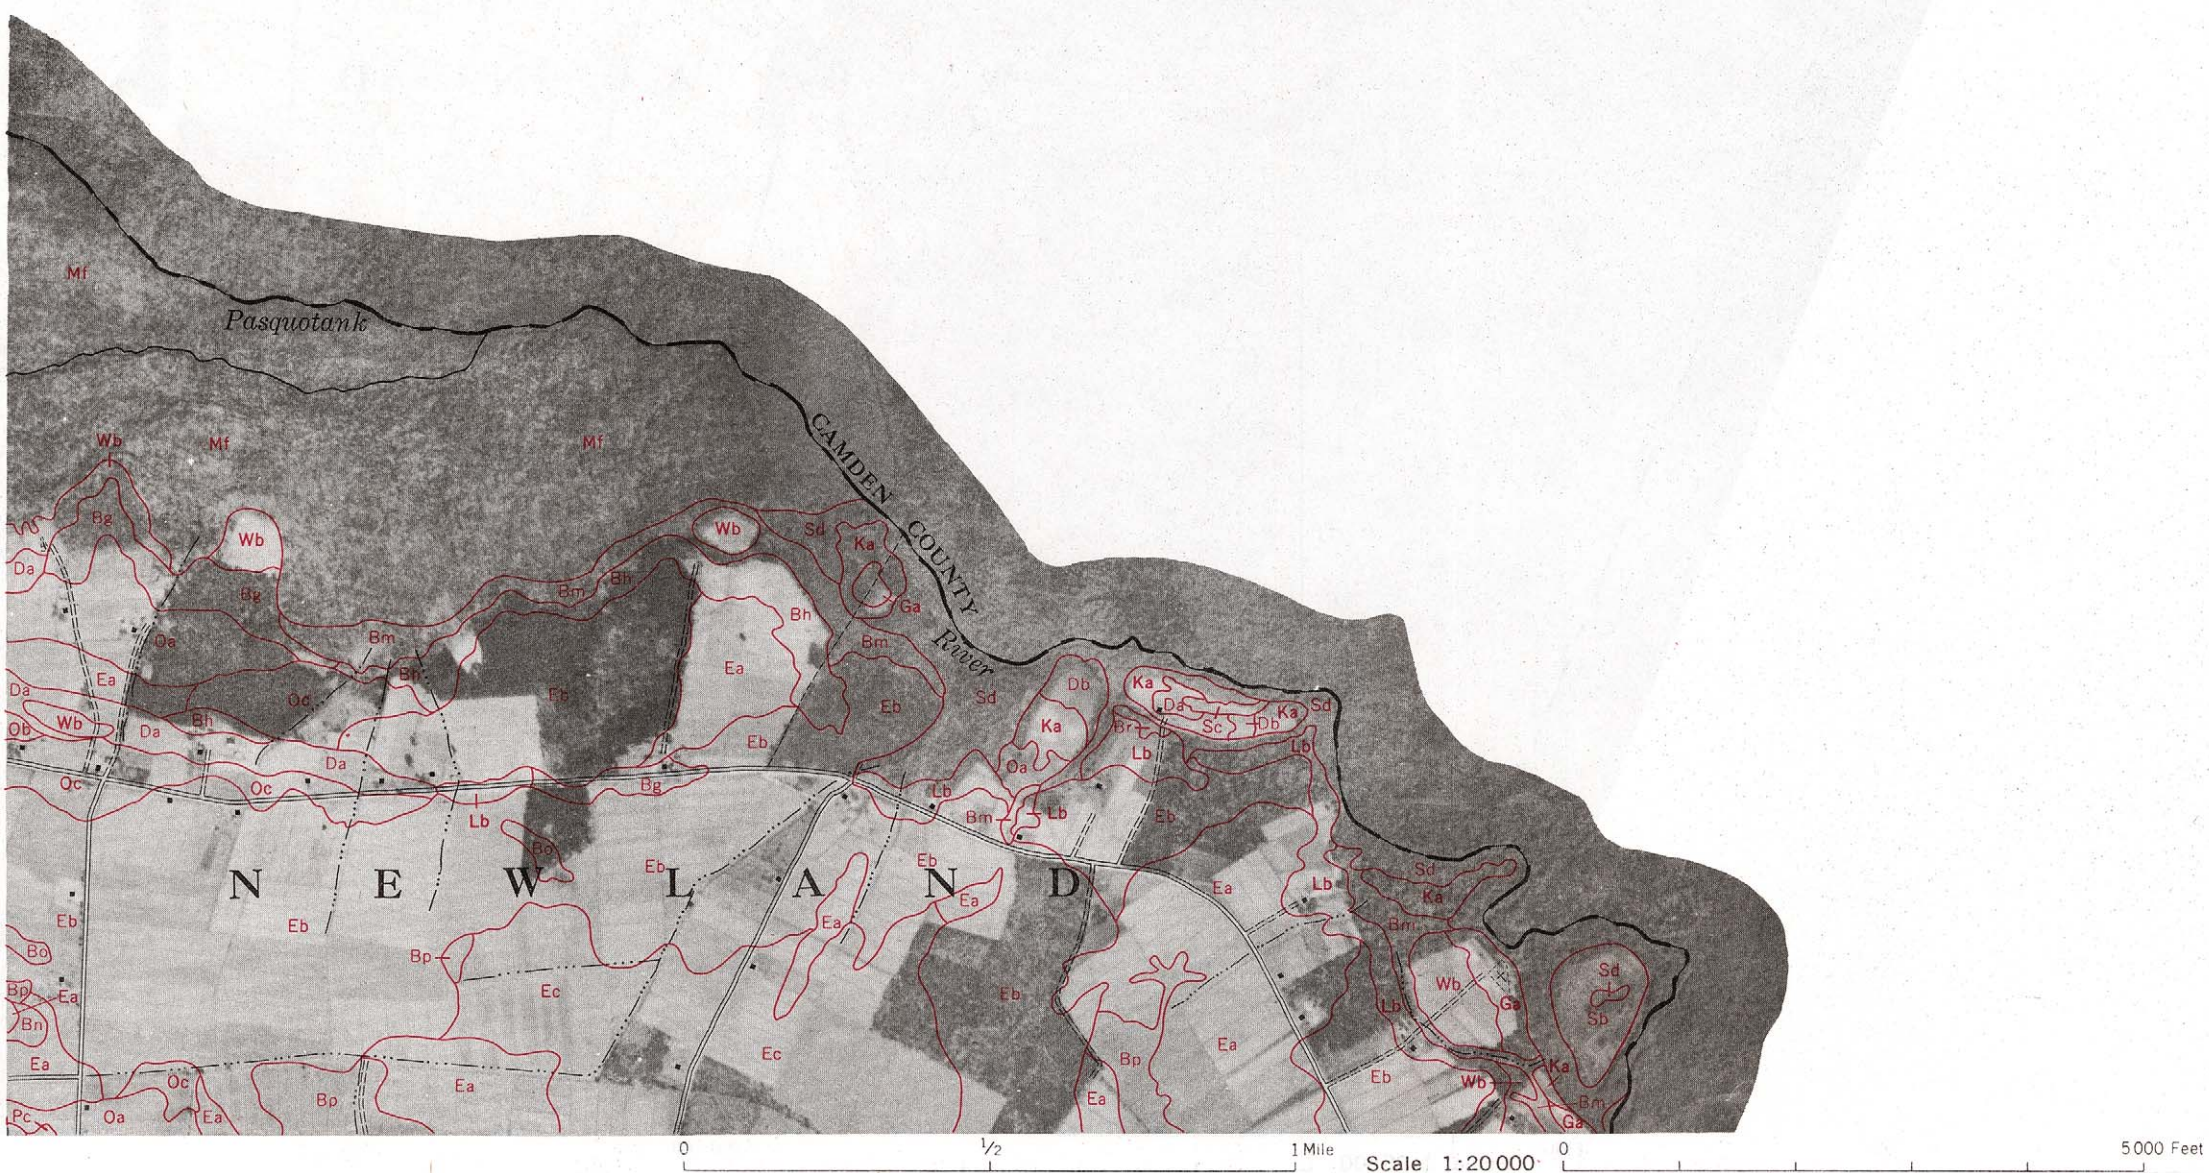 Mf
Pasquotank
Wb
Mf
Mf
CAMDEN
COUNTY
River
Bg
Wb
Wb
Sd
Ka
Da
Bg
Bm
Bh
Ga
Bh
Oa
Bm
Bm
Ea
Ea
Bh
Od
Eb
Eb
Sd
Db
Ka
Da
Ka
Sd
Da
Ob
Wb
Da
Bh
Eb
Ka
Br
Sc
Db
Lb
Lb
Da
Oa
Oc
Oc
Bg
Lb
Lb
Bm
Lb
Eb
Bo
Eb
Eb
N E W L A N D
Ea
Ea
Lb
Sd
Ka
Eb
Eb
Ea
Bm
Bo
Bp
Sd
Bp
Ea
Ec
Eb
Wb
Ga
Lb
Sb
Bn
Ea
Ec
Ea
Bp
Ka
Oc
Ea
Eb
Wb
Pc
Oa
Ea
Bp
Ea
Bm
Ga
0 1/2 1 Mile
Scale 1:20 000
0 5000 Feet